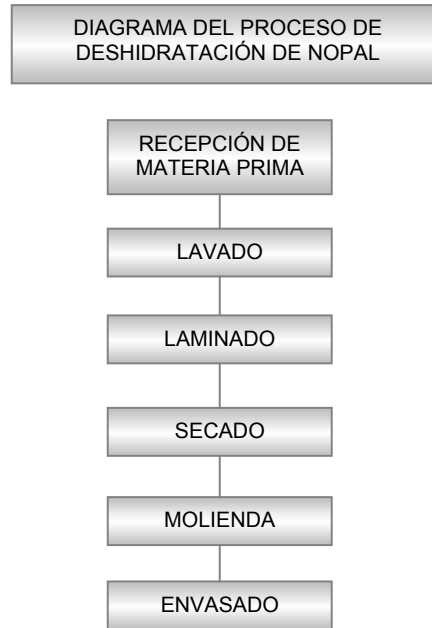 DIAGRAMA DEL PROCESO DE
DESHIDRATACIÓN DE NOPAL
RECEPCIÓN DE
MATERIA PRIMA
LAVADO
LAMINADO
SECADO
MOLIENDA
ENVASADO